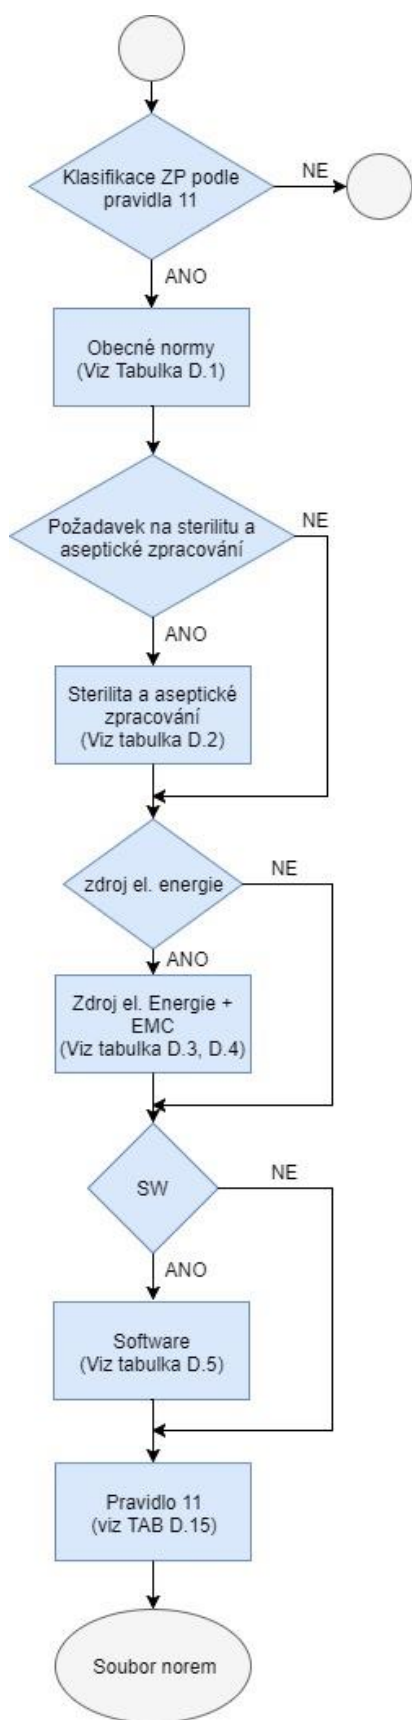 Klasifikace ZP podle
pravidla 11
NE
ANO
Obecné normy
(Viz Tabulka D.1)
Požadavek na sterilitu a
aseptické zpracování
NE
ANO
Sterilita a aseptické
zpracování
(Viz tabulka D.2)
zdroj el. energie
NE
ANO
Zdroj el. Energie +
EMC
(Viz tabulka D.3, D.4)
SW
NE
ANO
Software
(Viz tabulka D.5)
Pravidlo 11
(viz TAB D.15)
Soubor norem